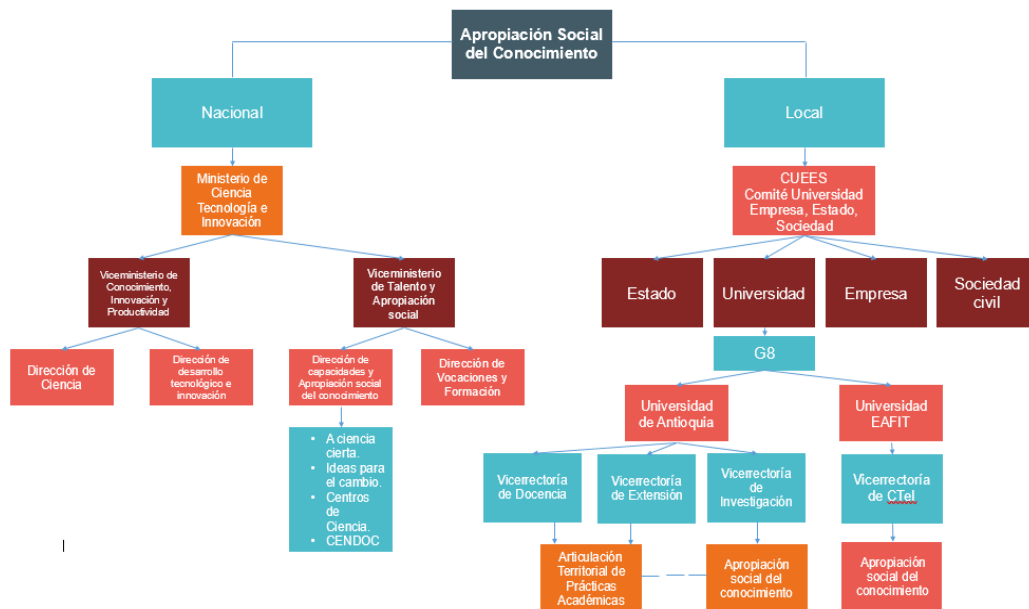 Apropiación Social
del Conocimiento
Nacional
Local
Ministerio de
Ciencia
Tecnología e
Innovación
CUEES
Comité Universidad
Empresa, Estado,
Sociedad
Viceministerio de
Conocimiento,
Innovación y
Productividad
Viceministerio
de Talento y
Apropiación
social
Estado
Universidad
Empresa
Sociedad
civil
Dirección de
Ciencia
Dirección de
desarrollo
tecnológico e
innovación
Dirección de
capacidades y
Apropiación social
del conocimiento
Dirección de
Vocaciones y
Formación
G8
Universidad
de Antioquia
Universidad
EAFIT
• A ciencia
cierta.
• Ideas para
el cambio.
• Centros
de
Ciencia.
• CENDOC
Vicerrectoría
de Docencia
Vicerrectoría
de Extensión
Vicerrectoría
de
Investigación
Vicerrectoría
de CTeI
Articulación
Territorial de
Prácticas
Académicas
Apropiación
social del
conocimiento
Apropiación
social del
conocimiento